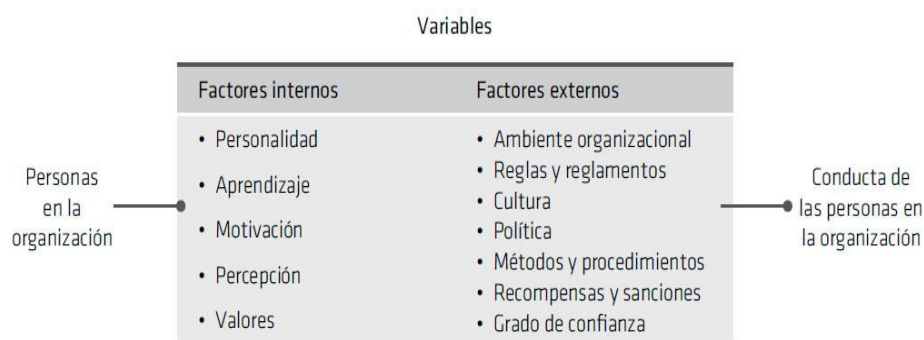 Variables
Factores internos
Factores externos
Personas
en la
organización
• Personalidad
• Aprendizaje
• Motivación
• Percepción
• Valores
• Ambiente organizacional
• Reglas y reglamentos
• Cultura
• Política
• Métodos y procedimientos
• Recompensas y sanciones
• Grado de confianza
Conducta de
las personas en
la organización